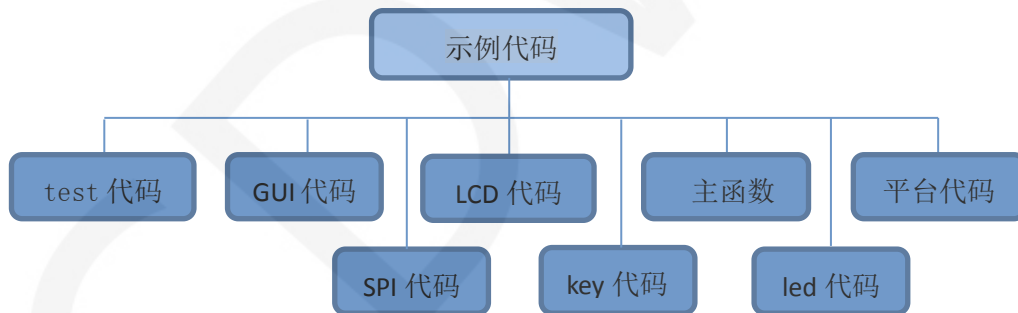 示例代码
test 代码
GUI 代码
LCD 代码
主函数
平台代码
SPI 代码
key 代码
led 代码